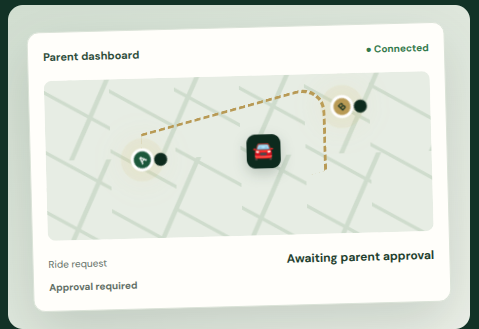 Parent dashboard
● Connected
A
B
Ride request
Awaiting parent approval
Approval required